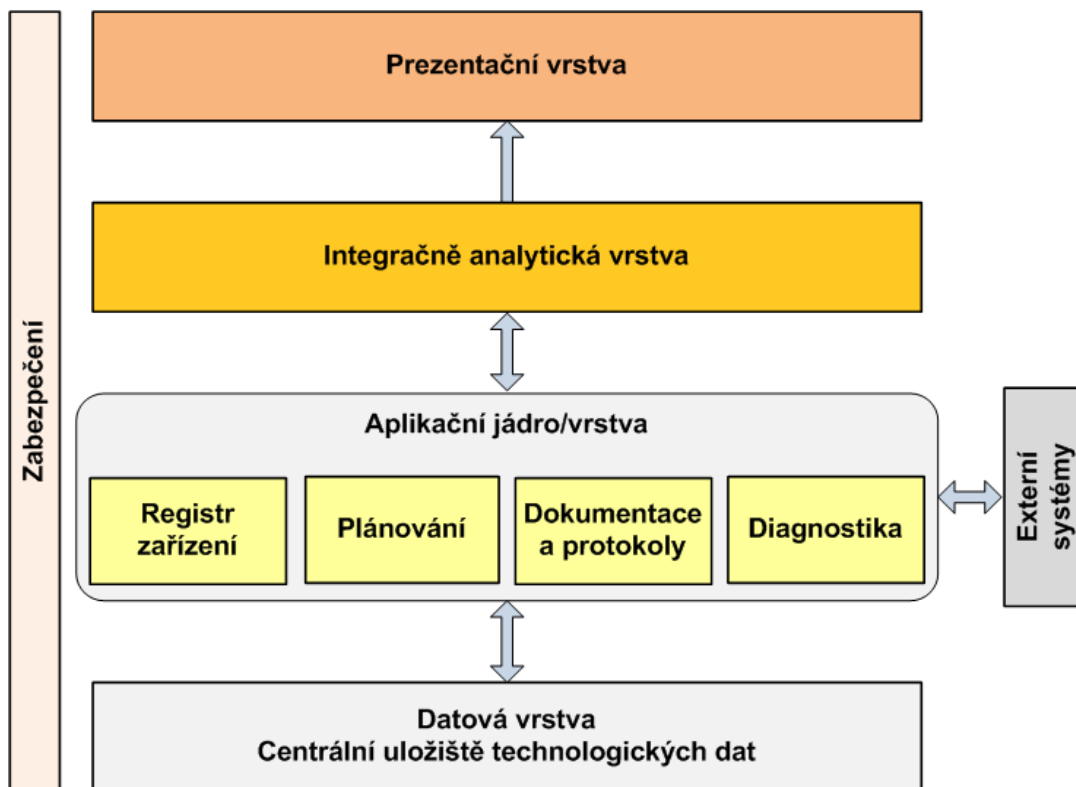 Zabezpečení
Prezentační vrstva
Integračně analytická vrstva
Aplikační jádro/vrstva
Registr
zařízení
Plánování
Dokumentace
a protokoly
Diagnostika
Externí
systémy
Datová vrstva
Centrální uložiště technologických dat